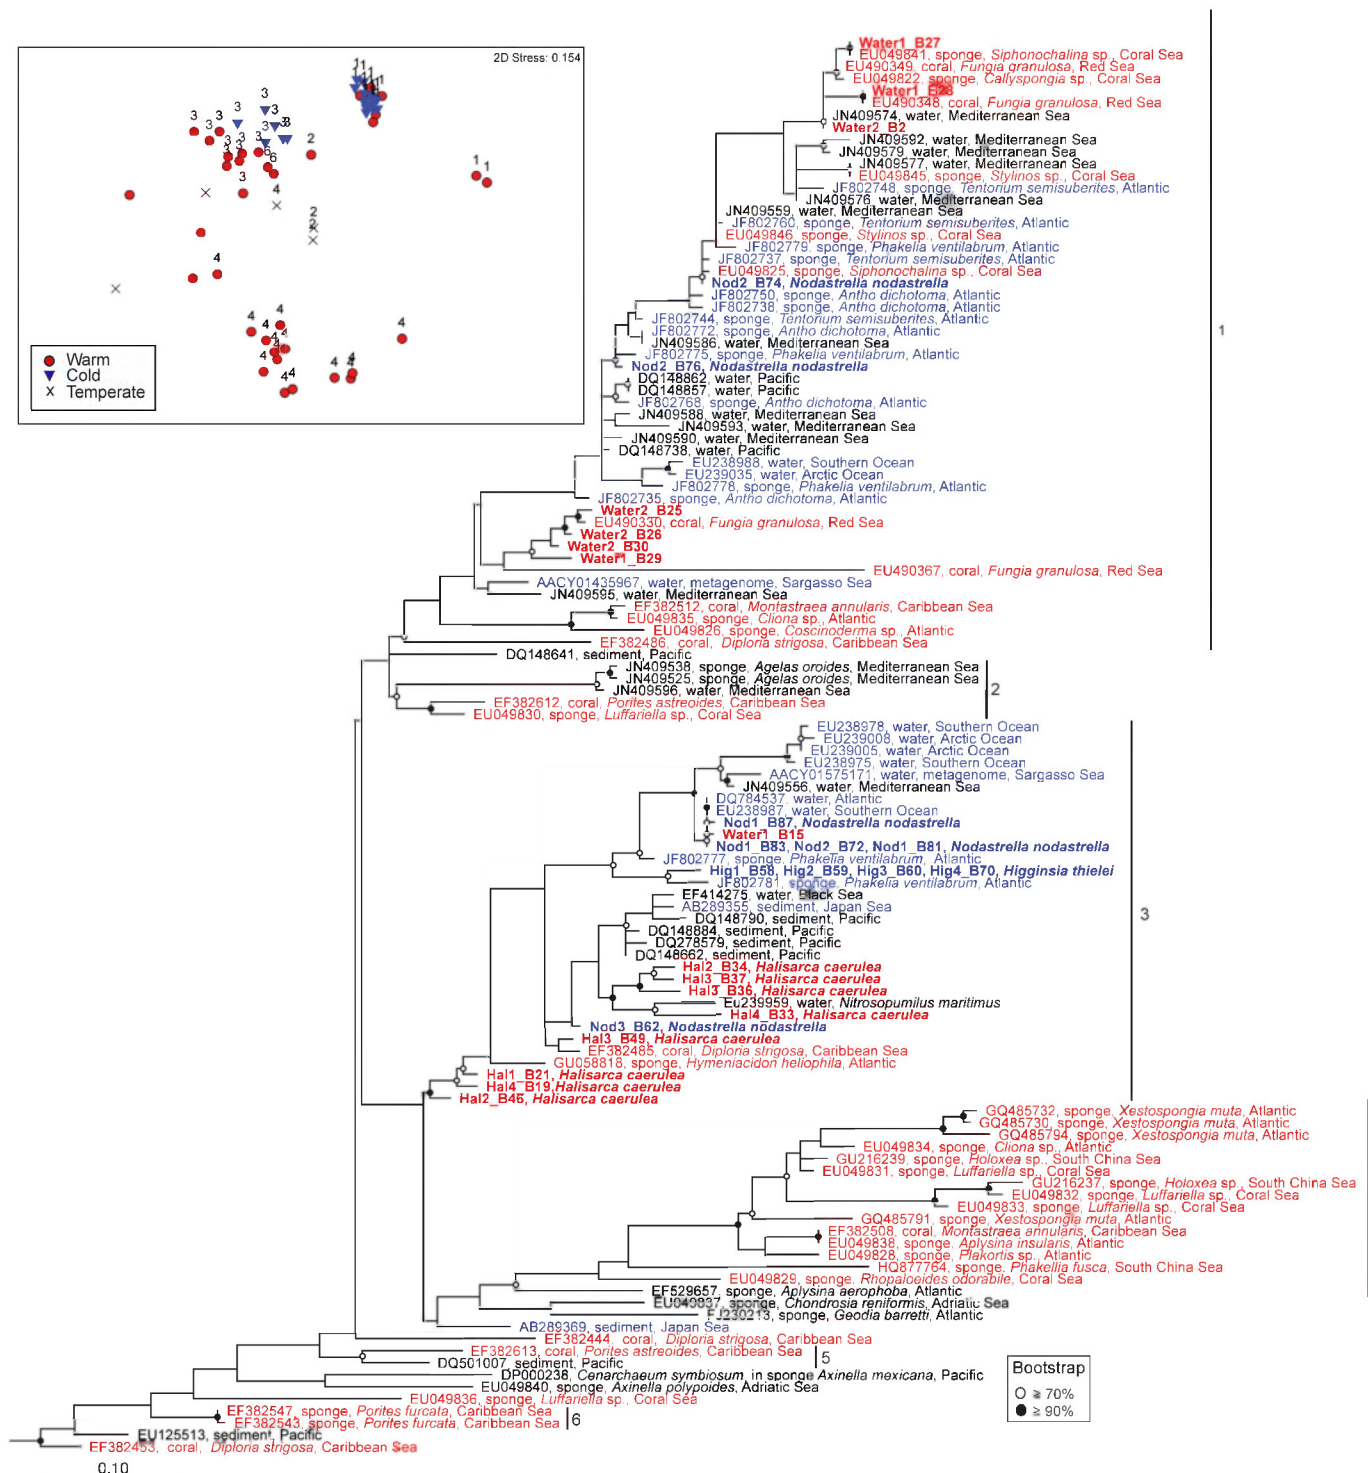 2D Stress: 0.154
Warm
Cold
Temperate
Water1_B27
EU049841, sponge, Siphonochalina sp., Coral Sea
EU490349, coral, Fungia granulosa, Red Sea
EU049822, sponge, Callyspongia sp., Coral Sea
Water1_B28
EU490348, coral, Fungia granulosa, Red Sea
JN409574, water, Mediterranean Sea
Water2_B2
JN409592, water, Mediterranean Sea
JN409579, water, Mediterranean Sea
JN409577, water, Mediterranean Sea
EU049845, sponge, Stylinos sp., Coral Sea
JF802748, sponge, Tentorium semisuberites, Atlantic
JN409576, water, Mediterranean Sea
JN409559, water, Mediterranean Sea
JF802760, sponge, Tentorium semisuberites, Atlantic
EU049846, sponge, Stylinos sp., Coral Sea
JF802779, sponge, Phakelia ventilabrum, Atlantic
JF802737, sponge, Tentorium semisuberites, Atlantic
EU049825, sponge, Siphonochalina sp., Coral Sea
Nod2_B74, Nodastrella nodastrella
JF802750, sponge, Antho dichotoma, Atlantic
JF802738, sponge, Antho dichotoma, Atlantic
JF802744, sponge, Tentorium semisuberites, Atlantic
JF802772, sponge, Antho dichotoma, Atlantic
JN409586, water, Mediterranean Sea
JF802775, sponge, Phakelia ventilabrum, Atlantic
Nod2_B76, Nodastrella nodastrella
DQ148862, water, Pacific
DQ148857, water, Pacific
JF802768, sponge, Antho dichotoma, Atlantic
JN409588, water, Mediterranean Sea
JN409593, water, Mediterranean Sea
JN409590, water, Mediterranean Sea
DQ148738, water, Pacific
EU238988, water, Southern Ocean
EU239035, water, Arctic Ocean
JF802778, sponge, Phakelia ventilabrum, Atlantic
JF802735, sponge, Antho dichotoma, Atlantic
Water2_B25
EU490330, coral, Fungia granulosa, Red Sea
Water2_B26
Water2_B30
Water1_B29
EU490367, coral, Fungia granulosa, Red Sea
AACY01435967, water, metagenome, Sargasso Sea
JN409595, water, Mediterranean Sea
EF382512, coral, Montastraea annularis, Caribbean Sea
EU049835, sponge, Cliona sp., Atlantic
EU049826, sponge, Coscinoderma sp., Atlantic
EF382486, coral, Diploria strigosa, Caribbean Sea
1
DQ148641, sediment, Pacific
JN409538, sponge, Agelas oroides, Mediterranean Sea
JN409525, sponge, Agelas oroides, Mediterranean Sea
JN409596, water, Mediterranean Sea
EF382612, coral, Porites astreoides, Caribbean Sea
EU049830, sponge, Luffariella sp., Coral Sea
2
EU238978, water, Southern Ocean
EU239008, water, Arctic Ocean
EU239005, water, Arctic Ocean
EU238975, water, Southern Ocean
AACY01575171, water, metagenome, Sargasso Sea
JN409556, water, Mediterranean Sea
DQ784537, water, Atlantic
EU238987, water, Southern Ocean
Nod1_B87, Nodastrella nodastrella
Water1_B15
Nod1_B83, Nod2_B72, Nod1_B81, Nodastrella nodastrella
JF802777, sponge, Phakelia ventilabrum, Atlantic
Hig1_B58, Hig2_B59, Hig3_B60, Hig4_B70, Higginsia thielei
JF802781, sponge, Phakelia ventilabrum, Atlantic
EF414275, water, Black Sea
AB289355, sediment, Japan Sea
DQ148790, sediment, Pacific
DQ148884, sediment, Pacific
DQ278579, sediment, Pacific
DQ148662, sediment, Pacific
Hal2_B34, Halisarca caerulea
Hal3_B37, Halisarca caerulea
Hal3_B36, Halisarca caerulea
Eu239959, water, Nitrosopumilus maritimus
Hal4_B33, Halisarca caerulea
Nod3_B62, Nodastrella nodastrella
Hal3_B49, Halisarca caerulea
EF382485, coral, Diploria strigosa, Caribbean Sea
GU058818, sponge, Hymeniacidon heliophila, Atlantic
Hal1_B21, Halisarca caerulea
Hal4_B19, Halisarca caerulea
Hal2_B46, Halisarca caerulea
3
GQ485732, sponge, Xestospongia muta, Atlantic
GQ485730, sponge, Xestospongia muta, Atlantic
GQ485794, sponge, Xestospongia muta, Atlantic
EU049834, sponge, Cliona sp., Atlantic
GU216239, sponge, Holoxea sp., South China Sea
EU049831, sponge, Luffariella sp., Coral Sea
GU216237, sponge, Holoxea sp., South China Sea
EU049832, sponge, Luffariella sp., Coral Sea
EU049833, sponge, Luffariella sp., Coral Sea
GQ485791, sponge, Xestospongia muta, Atlantic
EF382508, coral, Montastraea annularis, Caribbean Sea
EU049838, sponge, Aplysina insularis, Atlantic
EU049828, sponge, Plakortis sp., Atlantic
HQ877764, sponge, Phakellia fusca, South China Sea
EU049829, sponge, Rhopaloeides odorabile, Coral Sea
EF529657, sponge, Aplysina aerophoba, Atlantic
EU049837, sponge, Chondrosia reniformis, Adriatic Sea
FJ230213, sponge, Geodia barretti, Atlantic
AB289369, sediment, Japan Sea
EF382444, coral, Diploria strigosa, Caribbean Sea
EF382613, coral, Porites astreoides, Caribbean Sea
DQ501007, sediment, Pacific
5
DP000238, Cenarchaeum symbiosum, in sponge Axinella mexicana, Pacific
EU049840, sponge, Axinella polypoides, Adriatic Sea
EU049836, sponge, Luffariella sp., Coral Sea
EF382547, sponge, Porites furcata, Caribbean Sea
EF382543, sponge, Porites furcata, Caribbean Sea
6
EU125513, sediment, Pacific
EF382453, coral, Diploria strigosa, Caribbean Sea
0.10
Bootstrap
≧ 70%
≧ 90%